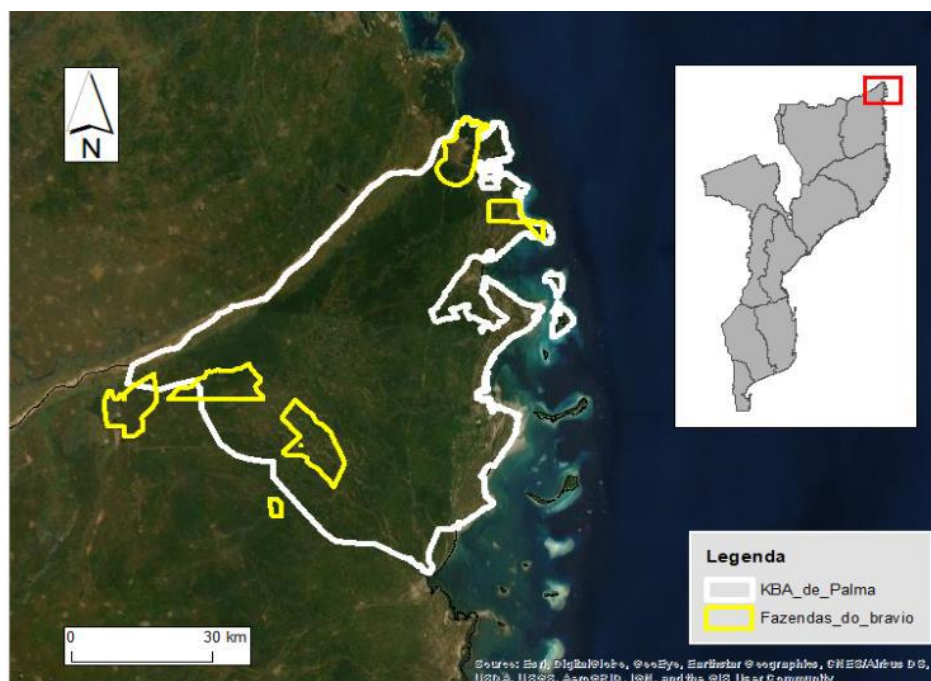 N
Legenda
KBA_de_Palma
Fazendas_do_bravio
0 30 km
Source: Esri, DigitalGlobe, GeoEye, Earthstar Geographics, CNES/Airbus DS,
USDA, USGS, AeroGRID, IGN, and the GIS User Community